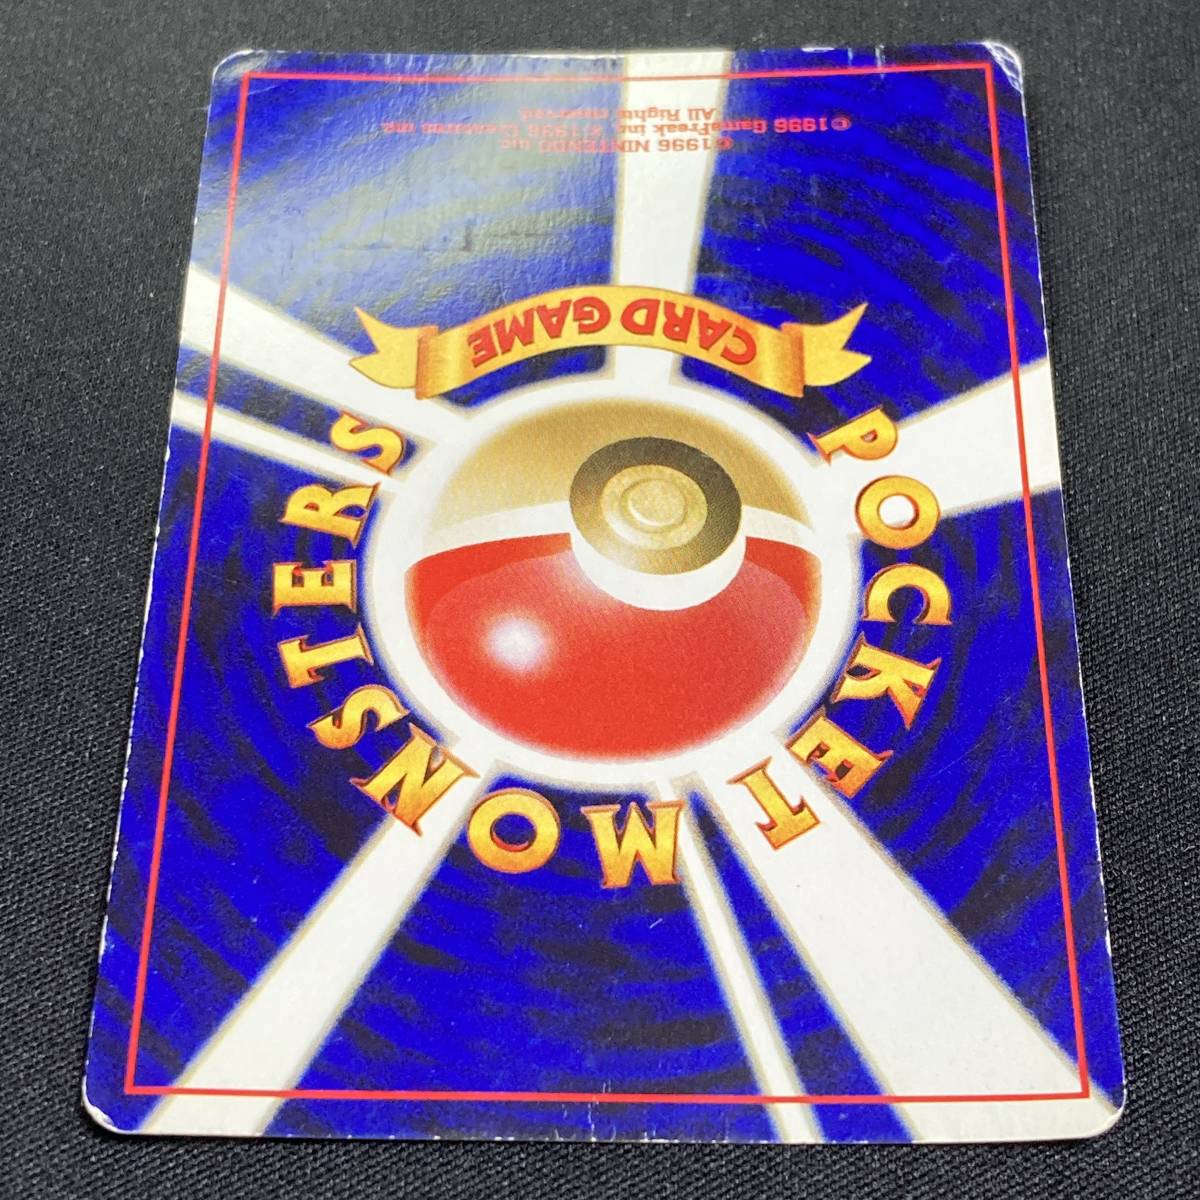 POCKET MONSTERS
CARD GAME
©1996 NINTENDO inc
©1996 GameFreak inc. ©1996 Creatures inc.
All Rights Reserved.